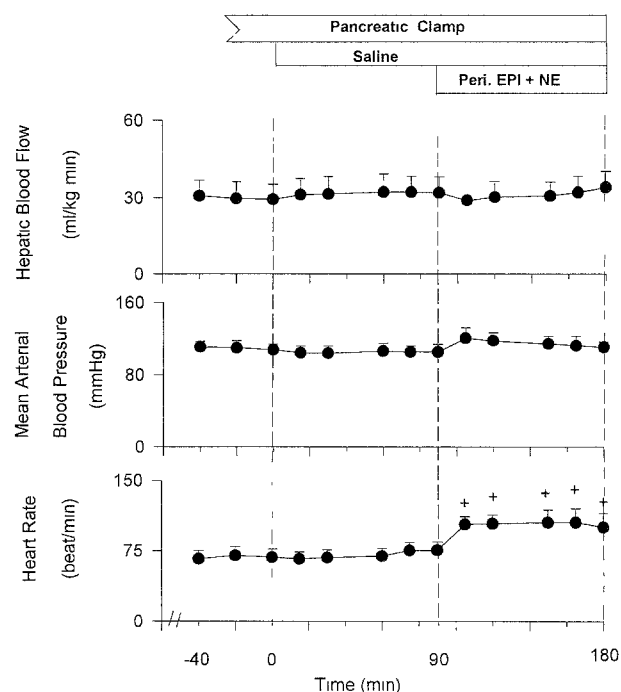 Pancreatic Clamp
Saline
Peri. EPI + NE
Hepatic Blood Flow
(ml/kg min)
60
30
0
Mean Arterial
Blood Pressure
(mmHg)
160
80
0
Heart Rate
(beat/min)
150
75
0
+ + + + +
-40 0 90 180
Time (min)